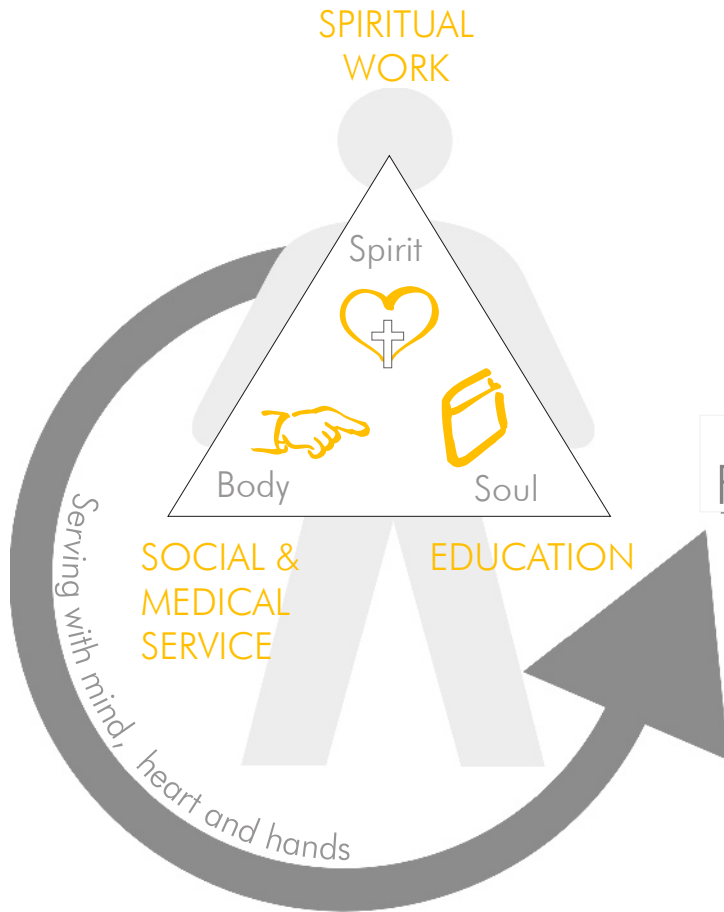 SPIRITUAL
WORK
Spirit
Body
Soul
SOCIAL &
MEDICAL
SERVICE
EDUCATION
Serving with mind, heart and hands